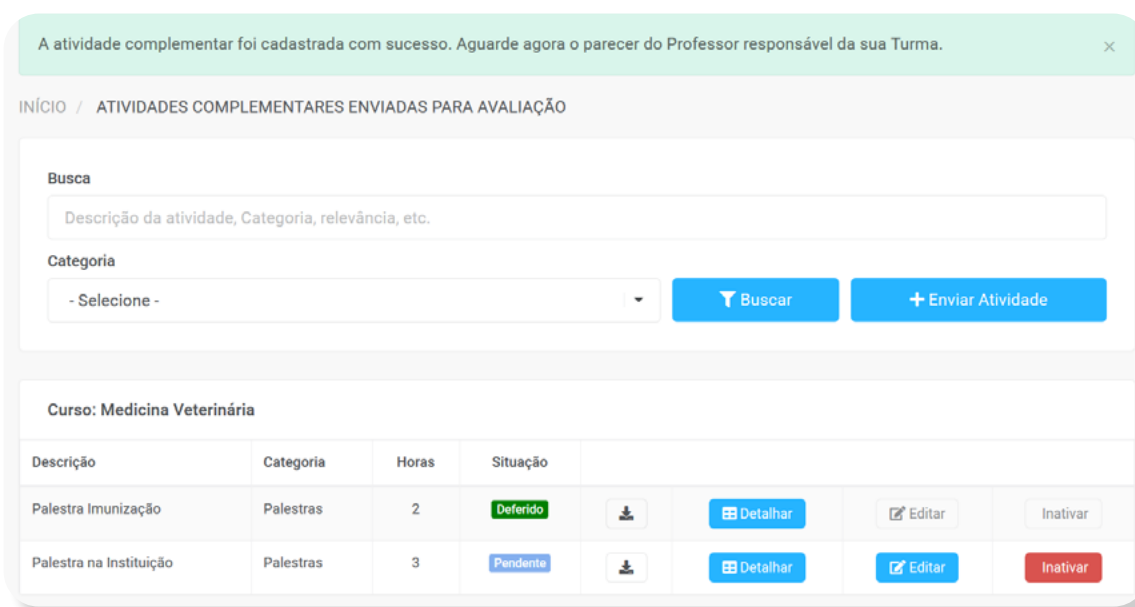 A atividade complementar foi cadastrada com sucesso. Aguarde agora o parecer do Professor responsável da sua Turma. ×
INÍCIO / ATIVIDADES COMPLEMENTARES ENVIADAS PARA AVALIAÇÃO
Busca
Descrição da atividade, Categoria, relevância, etc.
Categoria
- Selecione - Buscar + Enviar Atividade
Curso: Medicina Veterinária
Descrição Categoria Horas Situação
Palestra Imunização Palestras 2 Deferido Detalhar Editar Inativar
Palestra na Instituição Palestras 3 Pendente Detalhar Editar Inativar